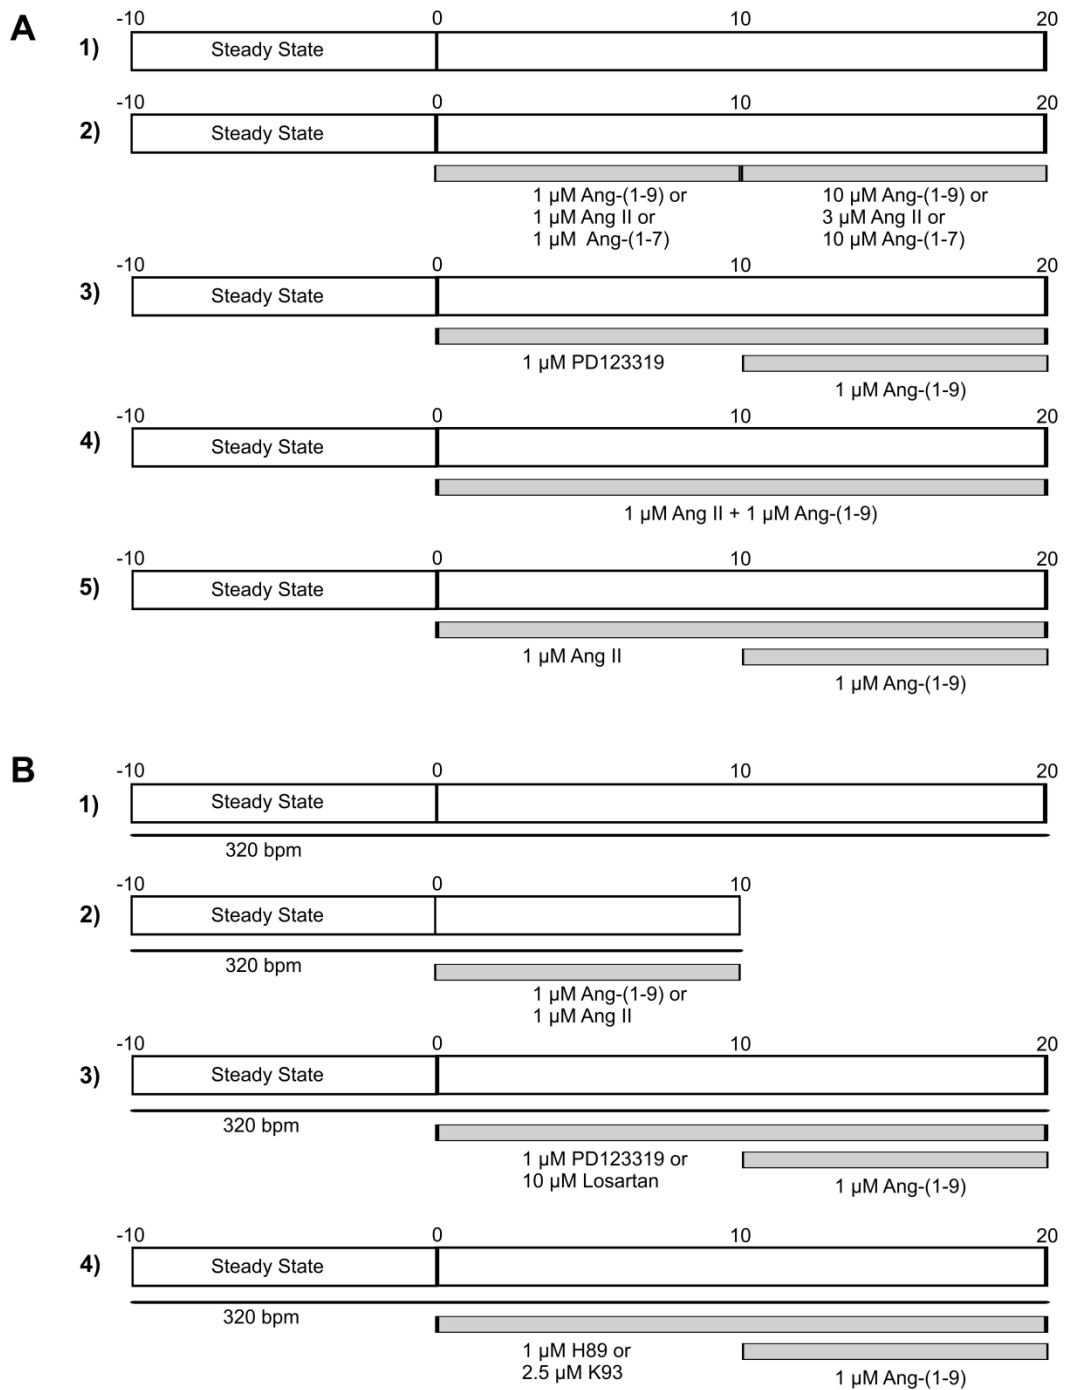 A
-10 0 10 20
1) Steady State
-10 0 10 20
2) Steady State
1 µM Ang-(1-9) or 10 µM Ang-(1-9) or
1 µM Ang II or 3 µM Ang II or
1 µM Ang-(1-7) 10 µM Ang-(1-7)
-10 0 10 20
3) Steady State
1 µM PD123319
1 µM Ang-(1-9)
-10 0 10 20
4) Steady State
1 µM Ang II + 1 µM Ang-(1-9)
-10 0 10 20
5) Steady State
1 µM Ang II
1 µM Ang-(1-9)
B
-10 0 10 20
1) Steady State
320 bpm
-10 0 10
2) Steady State
320 bpm
1 µM Ang-(1-9) or
1 µM Ang II
-10 0 10 20
3) Steady State
320 bpm
1 µM PD123319 or
10 µM Losartan
1 µM Ang-(1-9)
-10 0 10 20
4) Steady State
320 bpm
1 µM H89 or
2.5 µM K93
1 µM Ang-(1-9)